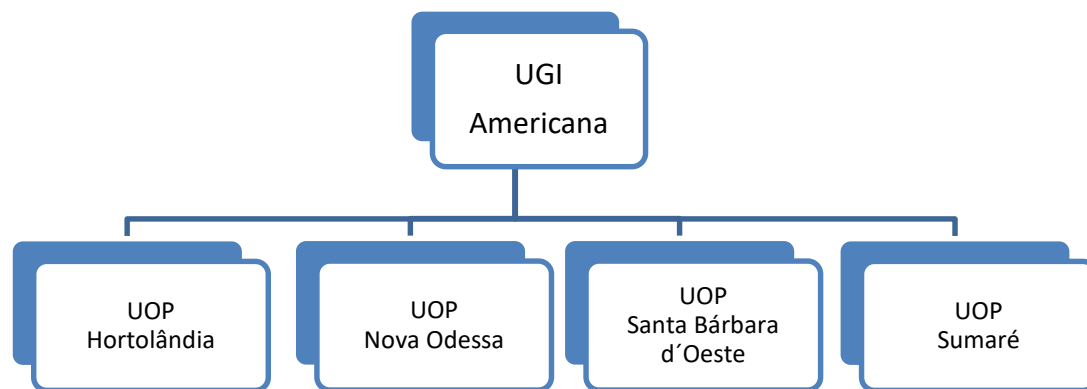 UGI
Americana
UOP
Hortolândia
UOP
Nova Odessa
UOP
Santa Bárbara
d´Oeste
UOP
Sumaré